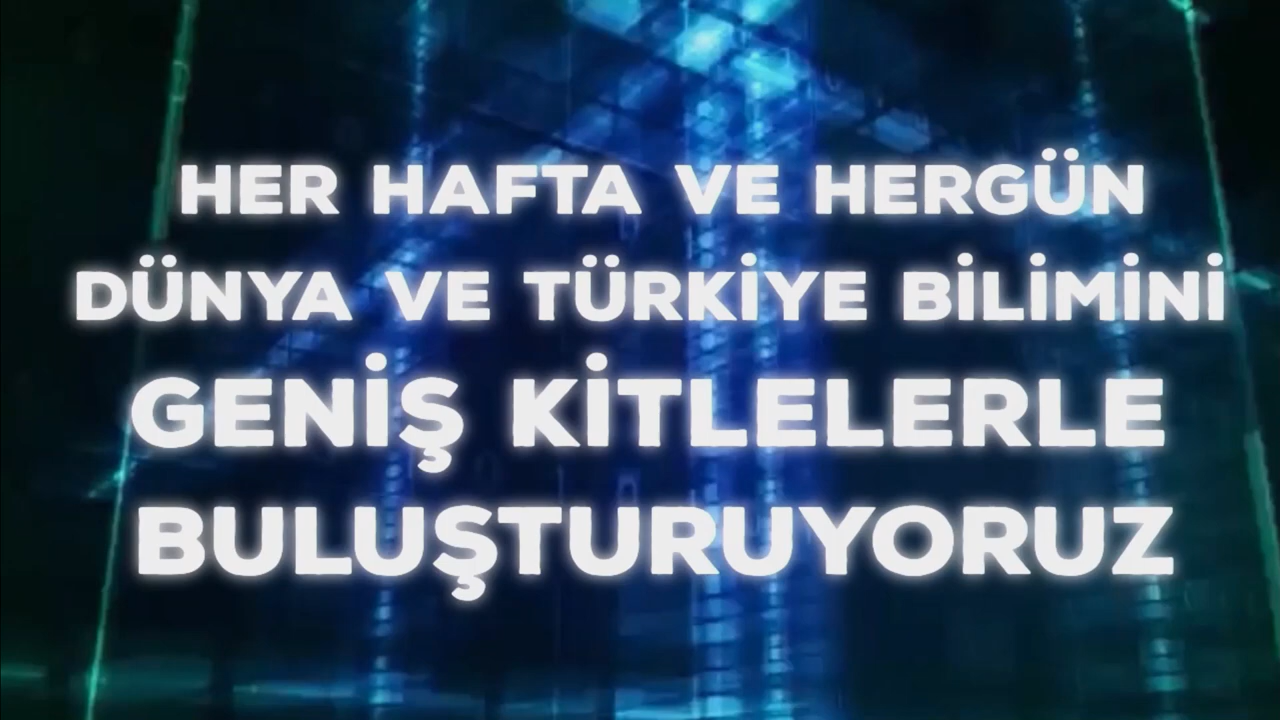 HER HAFTA VE HERGÜN
DÜNYA VE TÜRKİYE BİLİMİNİ
GENİŞ KİTLELERLE
BULUŞTURUYORUZ